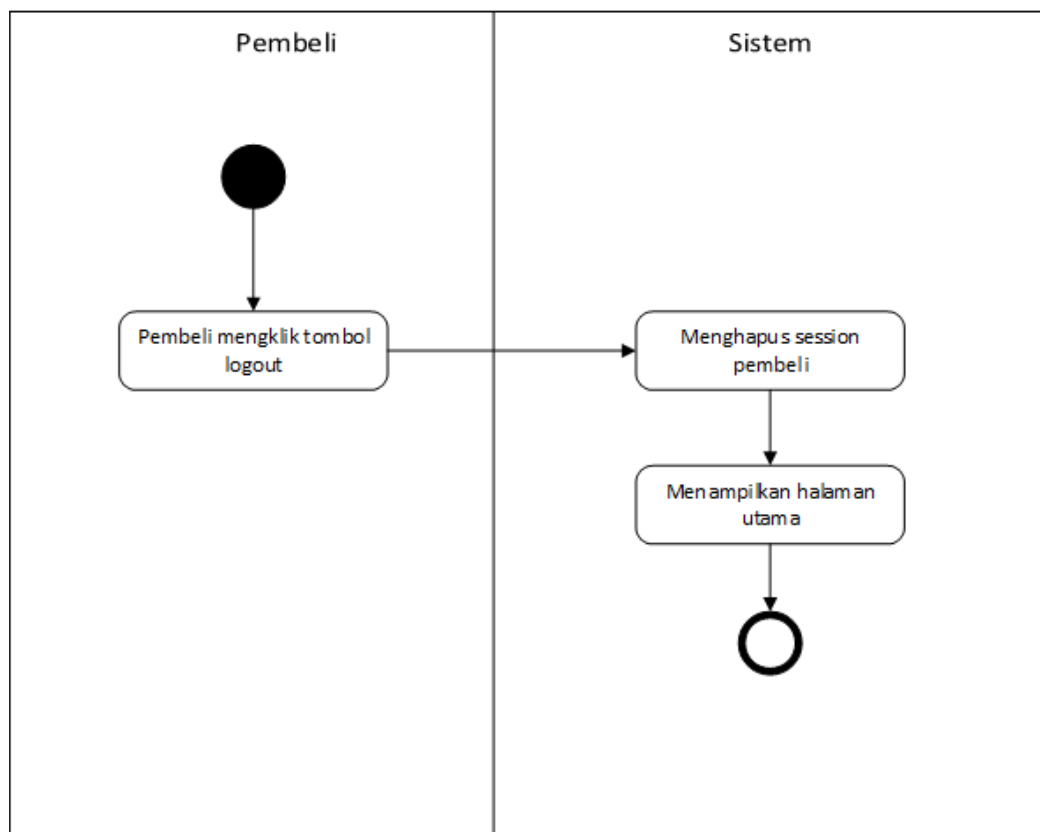 Pembeli
Sistem
Pembeli mengklik tombol
logout
Menghapus session
pembeli
Menampilkan halaman
utama